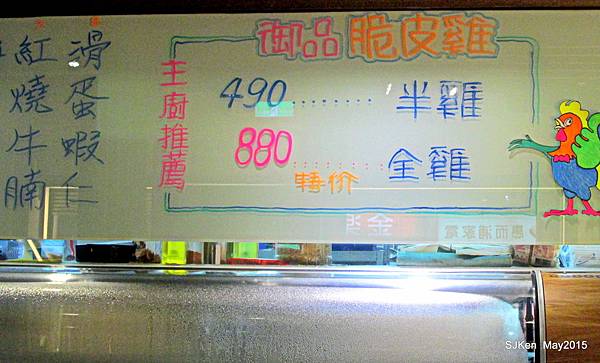 御品脆皮雞
主廚推薦
490………半雞
880………全雞
特价
滑蛋蝦仁
紅燒牛腩
SJKen May2015